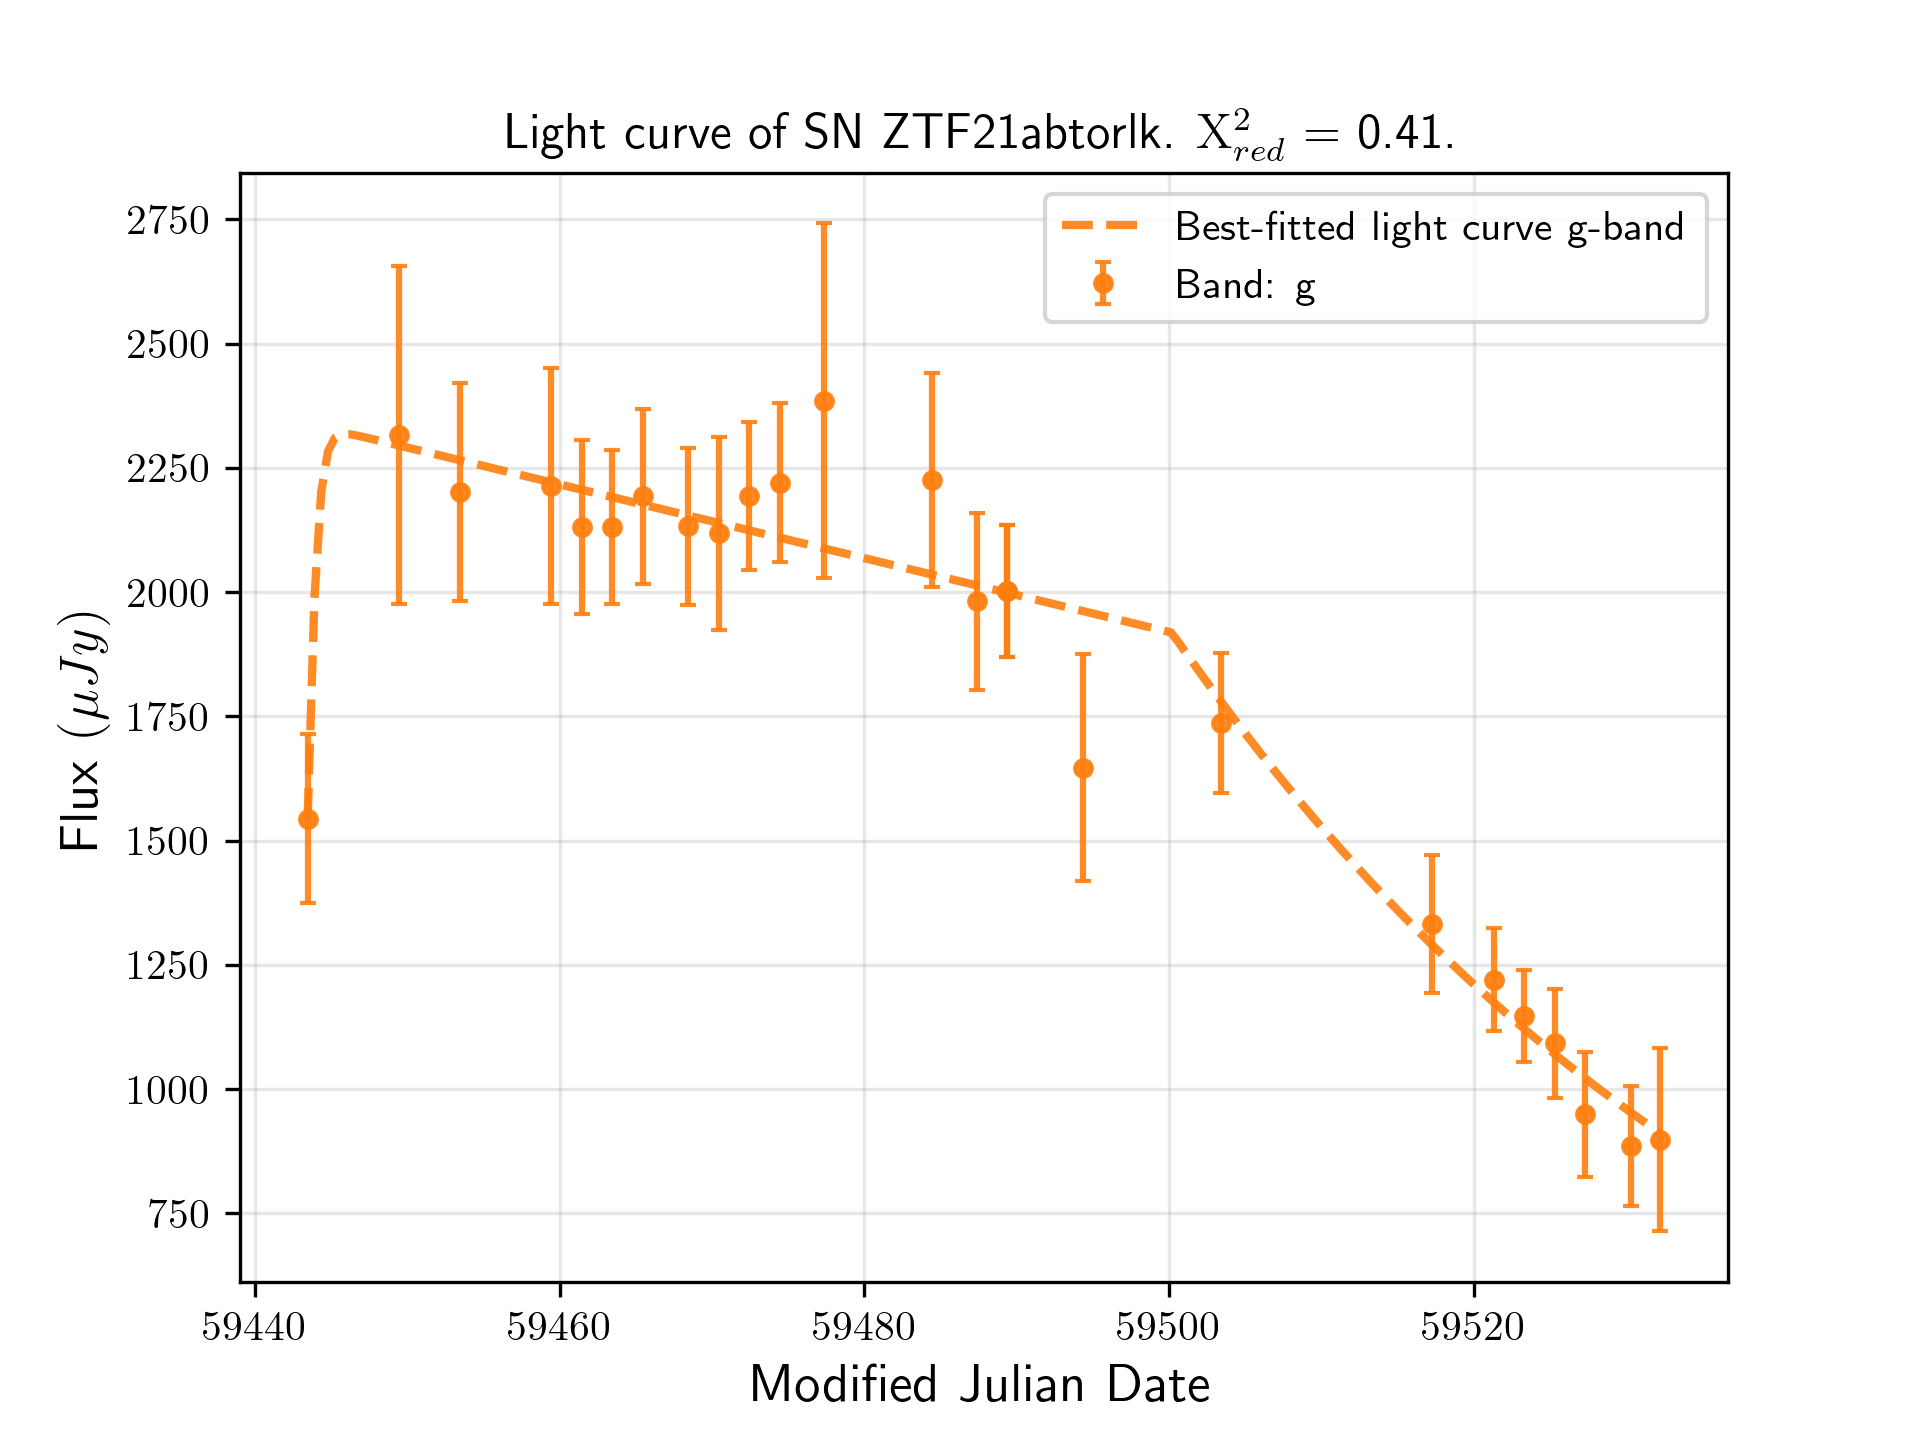 Light curve of SN ZTF21abtorlk. X²_red = 0.41.
Best-fitted light curve g-band
Band: g
2750
2500
2250
2000
1750
1500
1250
1000
750
Flux (μJy)
59440 59460 59480 59500 59520
Modified Julian Date